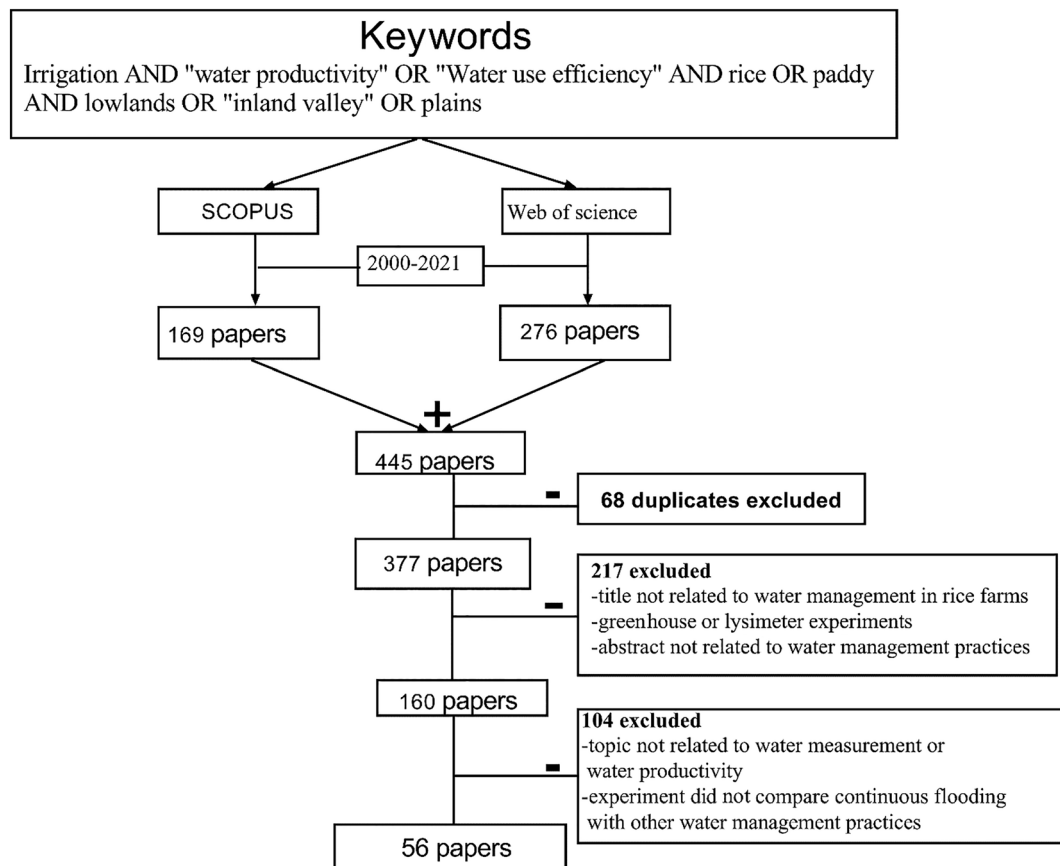 Keywords
Irrigation AND "water productivity" OR "Water use efficiency" AND rice OR paddy
AND lowlands OR "inland valley" OR plains
SCOPUS
Web of science
2000-2021
169 papers
276 papers
+
445 papers
-
68 duplicates excluded
377 papers
-
217 excluded
-title not related to water management in rice farms
-greenhouse or lysimeter experiments
-abstract not related to water management practices
160 papers
-
104 excluded
-topic not related to water measurement or
water productivity
-experiment did not compare continuous flooding
with other water management practices
56 papers